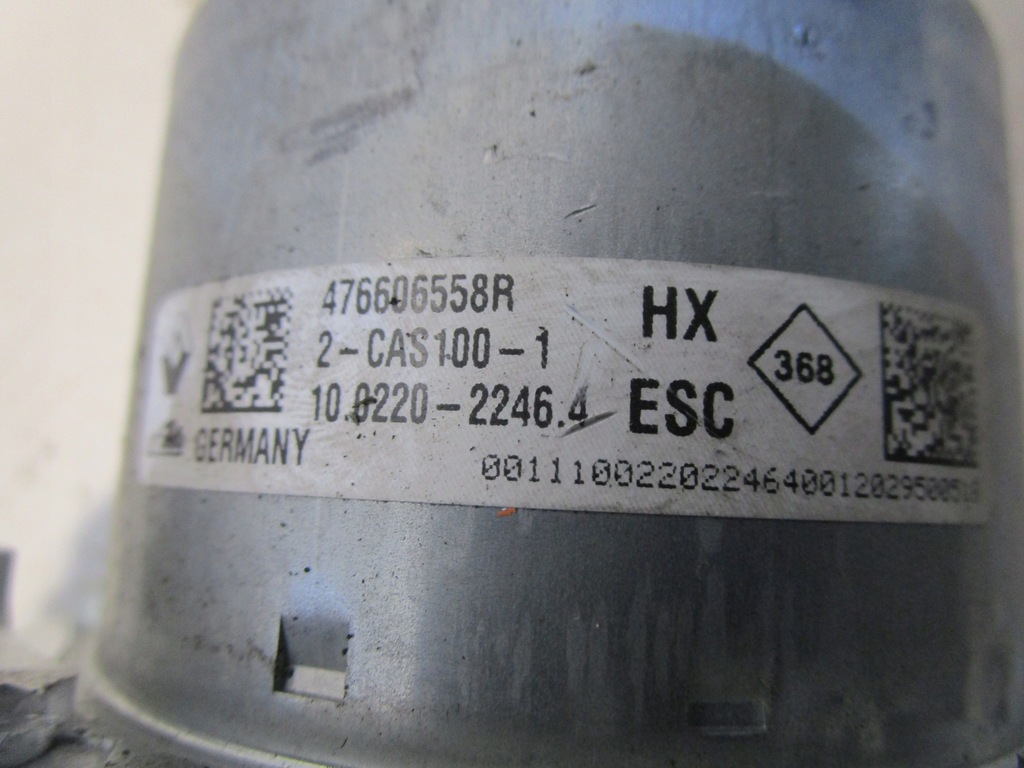 476606558R
2-CAS100-1
10.0220-2246.4
GERMANY
HX
ESC
368